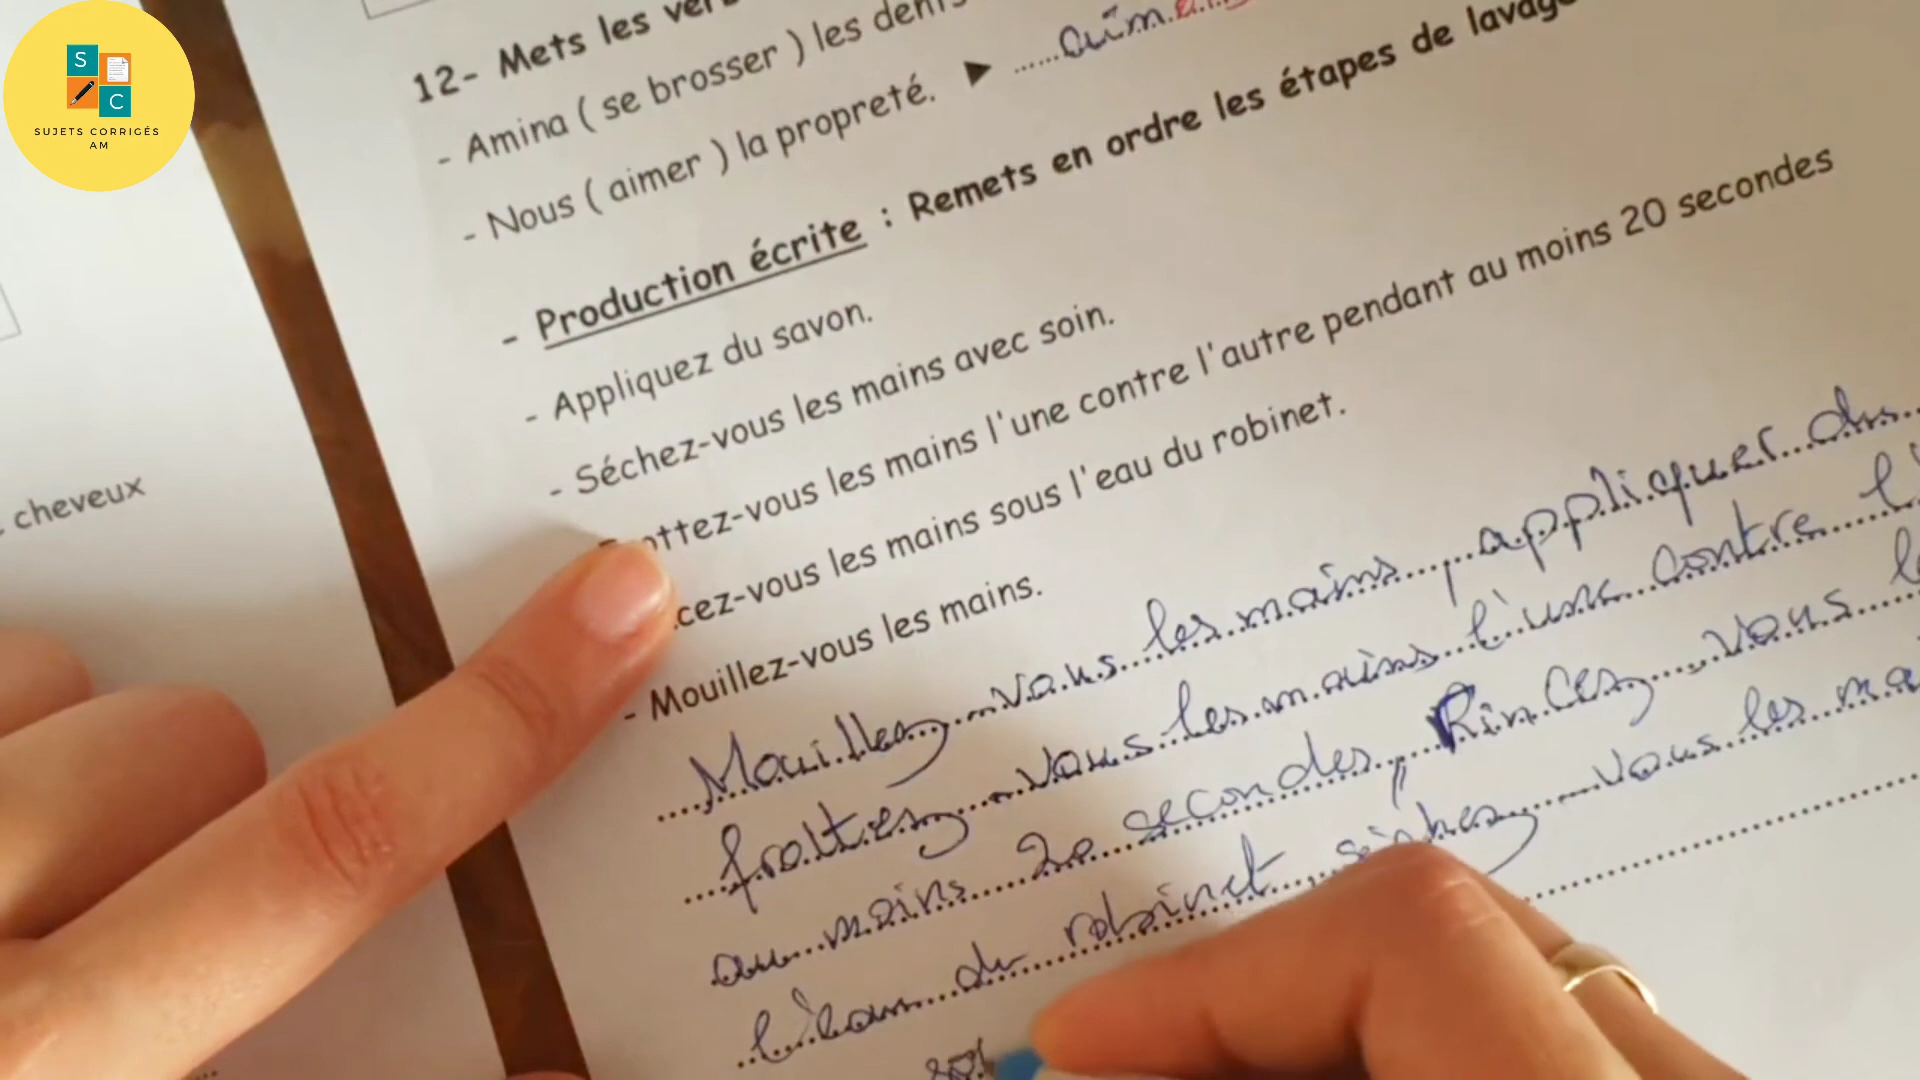 S
C
SUJETS CORRIGÉS
AM
12- Mets les
- Amina ( se brosser ) les dents
- Nous ( aimer ) la propreté. ► aim
- Production écrite : Remets en ordre les étapes de lavage
- Appliquez du savon.
- Séchez-vous les mains avec soin.
ottez-vous les mains l'une contre l'autre pendant au moins 20 secondes
cez-vous les mains sous l'eau du robinet.
- Mouillez-vous les mains.
cheveux
Mouillez-vous les mains, appliquer du
frottez-vous les mains l'une contre l'
au moins 20 secondes, Rincez-vous
l'eau du robinet, séchez-vous les ma